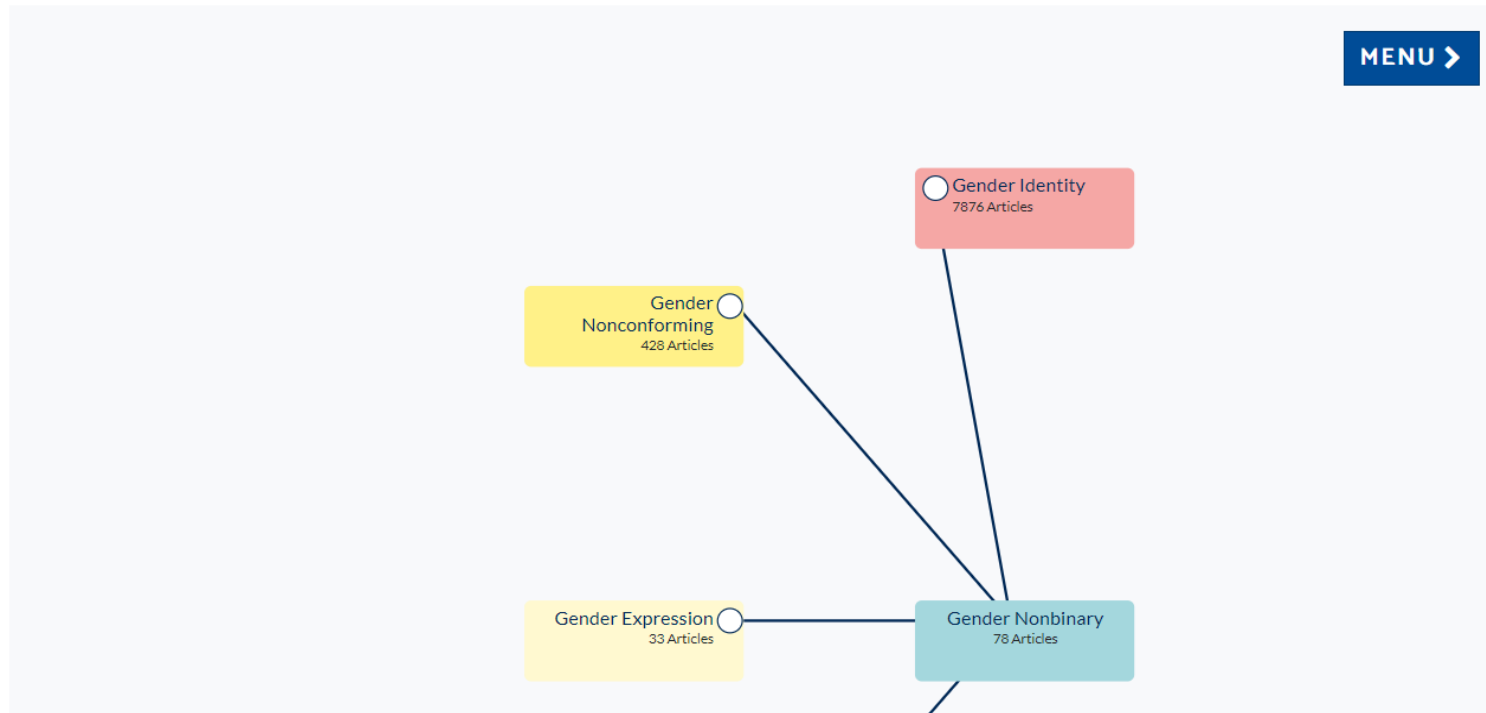 MENU
Gender Identity
7876 Articles
Gender
Nonconforming
428 Articles
Gender Expression
33 Articles
Gender Nonbinary
78 Articles